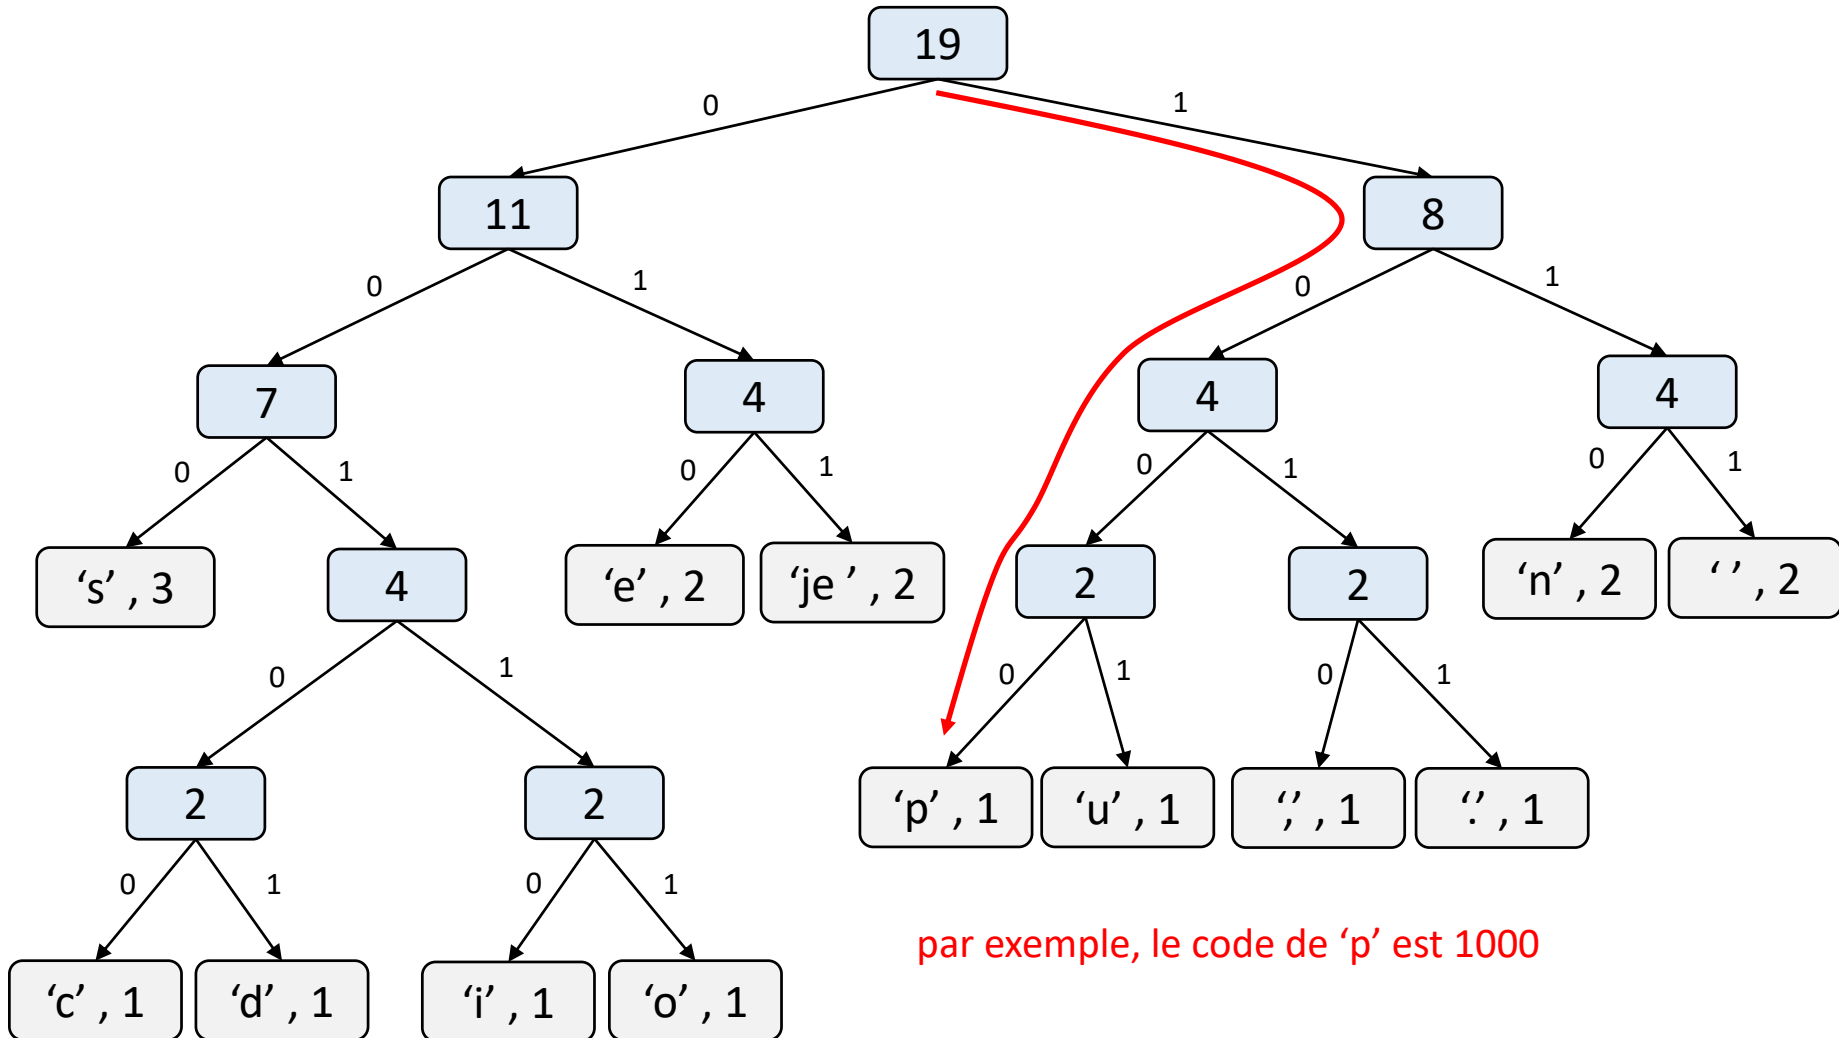 19
0
1
11
8
0
1
0
1
7
4
4
4
0
1
0
1
0
1
0
1
‘s’ , 3
4
‘e’ , 2
‘je ’ , 2
2
2
‘n’ , 2
‘ ’ , 2
0
1
0
1
0
1
2
2
‘p’ , 1
‘u’ , 1
‘,’ , 1
‘.’ , 1
0
1
0
1
par exemple, le code de ‘p’ est 1000
‘c’ , 1
‘d’ , 1
‘i’ , 1
‘o’ , 1